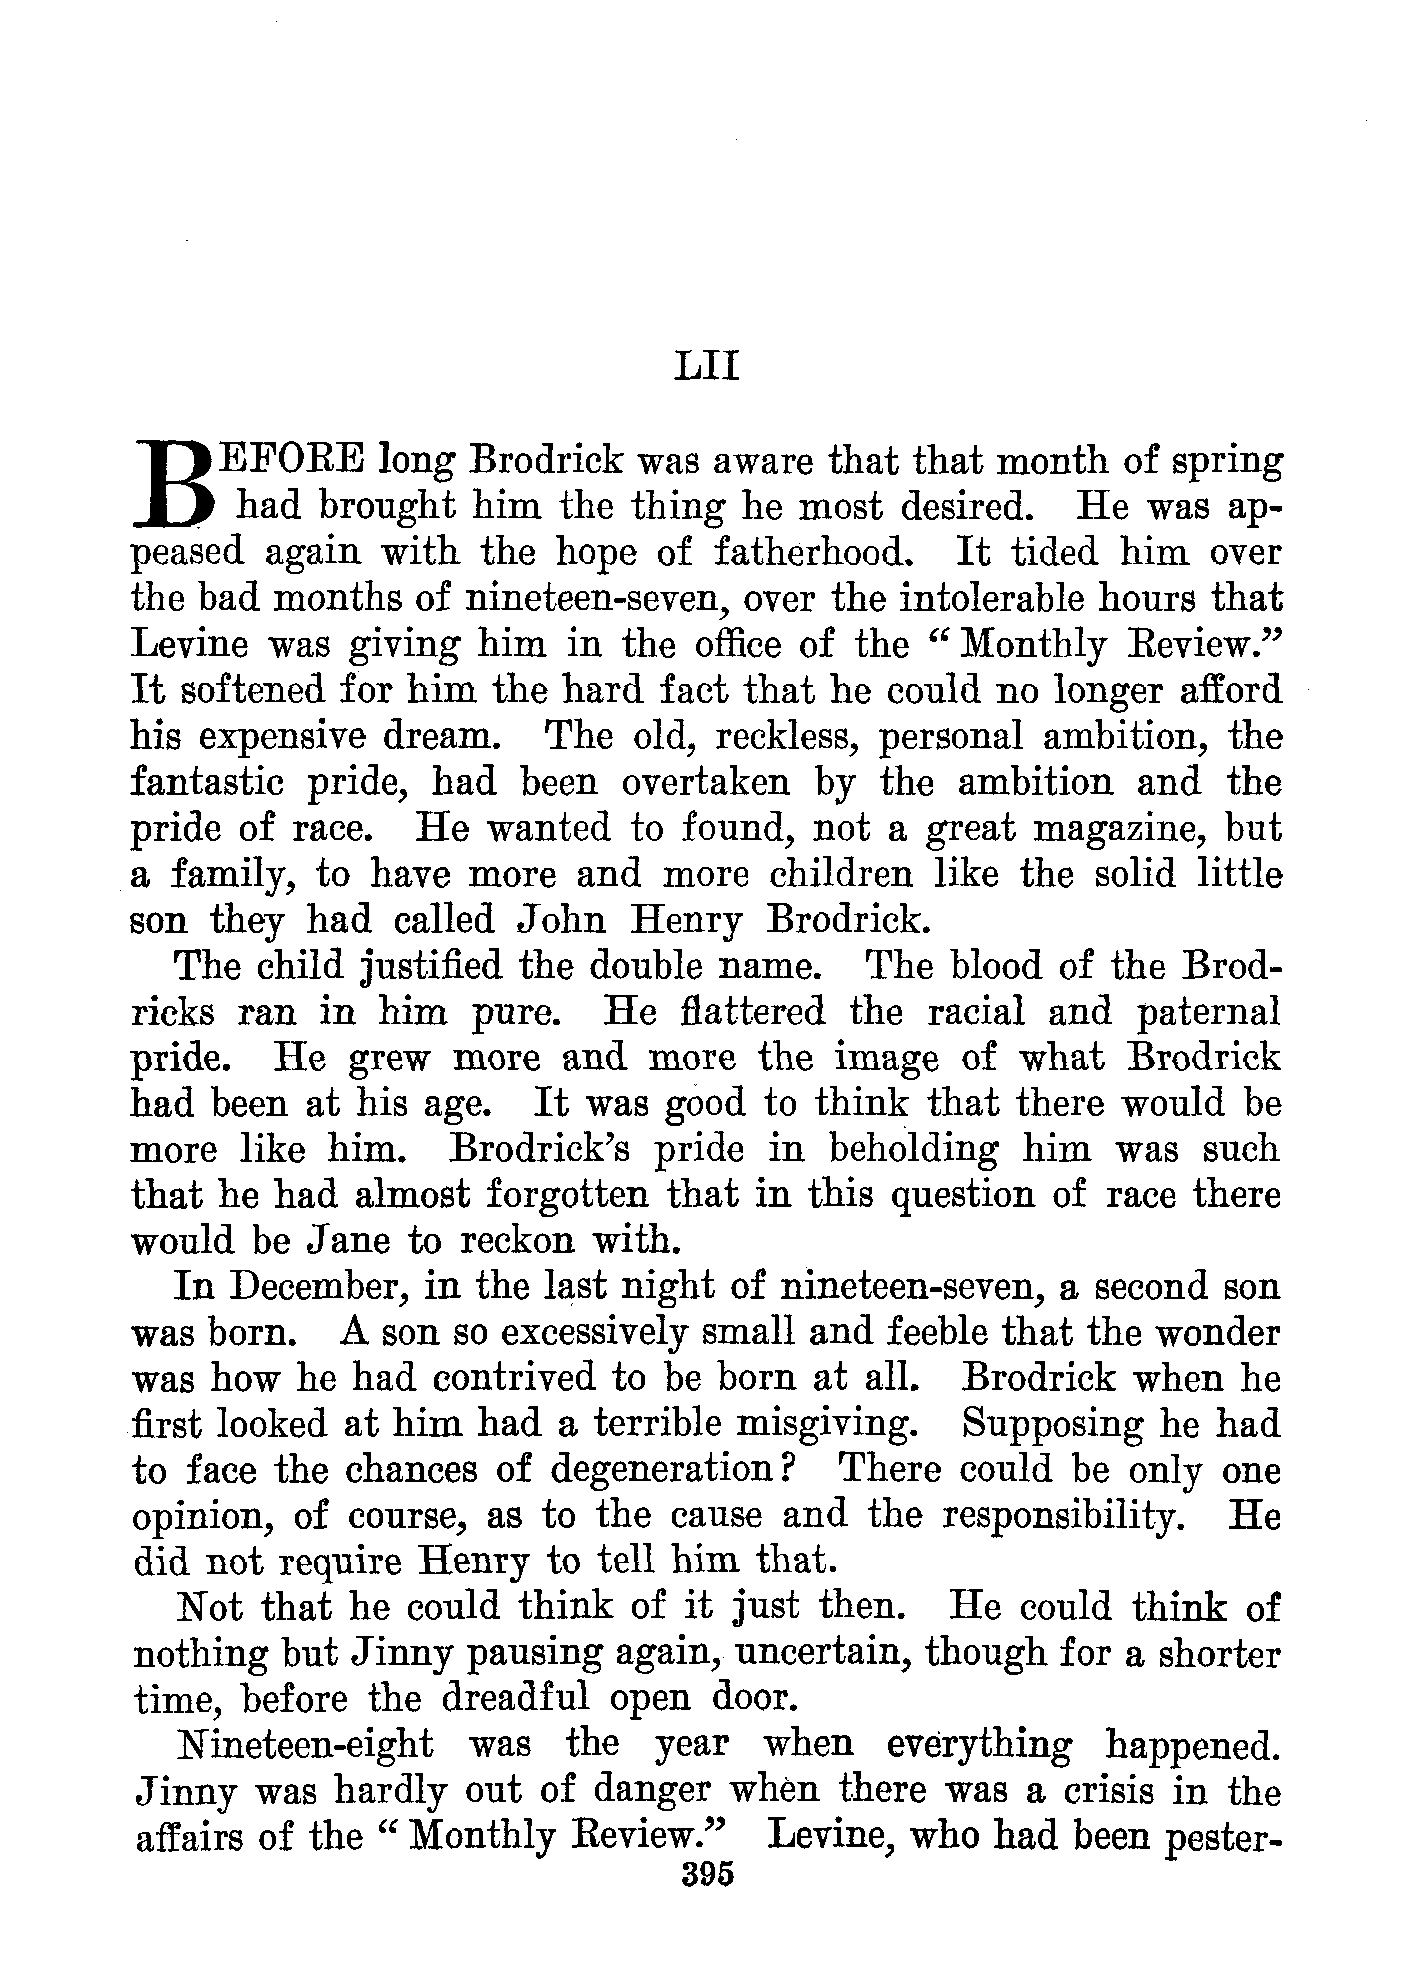 LII
BEFORE long Brodrick was aware that that month of spring
had brought him the thing he most desired. He was ap-
peased again with the hope of fatherhood. It tided him over
the bad months of nineteen-seven, over the intolerable hours that
Levine was giving him in the office of the “ Monthly Review.”
It softened for him the hard fact that he could no longer afford
his expensive dream. The old, reckless, personal ambition, the
fantastic pride, had been overtaken by the ambition and the
pride of race. He wanted to found, not a great magazine, but
a family, to have more and more children like the solid little
son they had called John Henry Brodrick.
The child justified the double name. The blood of the Brod-
ricks ran in him pure. He flattered the racial and paternal
pride. He grew more and more the image of what Brodrick
had been at his age. It was good to think that there would be
more like him. Brodrick’s pride in beholding him was such
that he had almost forgotten that in this question of race there
would be Jane to reckon with.
In December, in the last night of nineteen-seven, a second son
was born. A son so excessively small and feeble that the wonder
was how he had contrived to be born at all. Brodrick when he
first looked at him had a terrible misgiving. Supposing he had
to face the chances of degeneration? There could be only one
opinion, of course, as to the cause and the responsibility. He
did not require Henry to tell him that.
Not that he could think of it just then. He could think of
nothing but Jinny pausing again, uncertain, though for a shorter
time, before the dreadful open door.
Nineteen-eight was the year when everything happened.
Jinny was hardly out of danger when there was a crisis in the
affairs of the “ Monthly Review.” Levine, who had been pester-
395